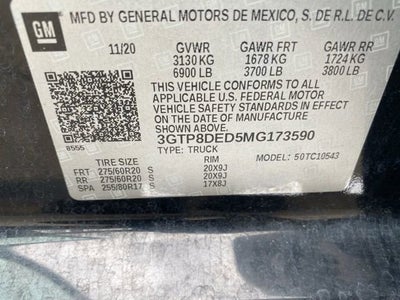 GM
MFD BY GENERAL MOTORS DE MEXICO, S. DE R.L. DE C.V.
11/20 GVWR GAWR FRT GAWR RR
3130 KG 1678 KG 1724 KG
6900 LB 3700 LB 3800 LB
THIS VEHICLE CONFORMS TO ALL
APPLICABLE U.S. FEDERAL MOTOR
VEHICLE SAFETY STANDARDS IN EFFECT
ON THE DATE OF MANUFACTURE
SHOWN ABOVE.
3GTP8DED5MG173590
8555 TYPE: TRUCK MODEL: 50TC10543
TIRE SIZE SPD RTG RIM
FRT 275/60R20 S 20X9J
RR 275/60R20 S 20X9J
SPA 255/80R17 S 17X8J